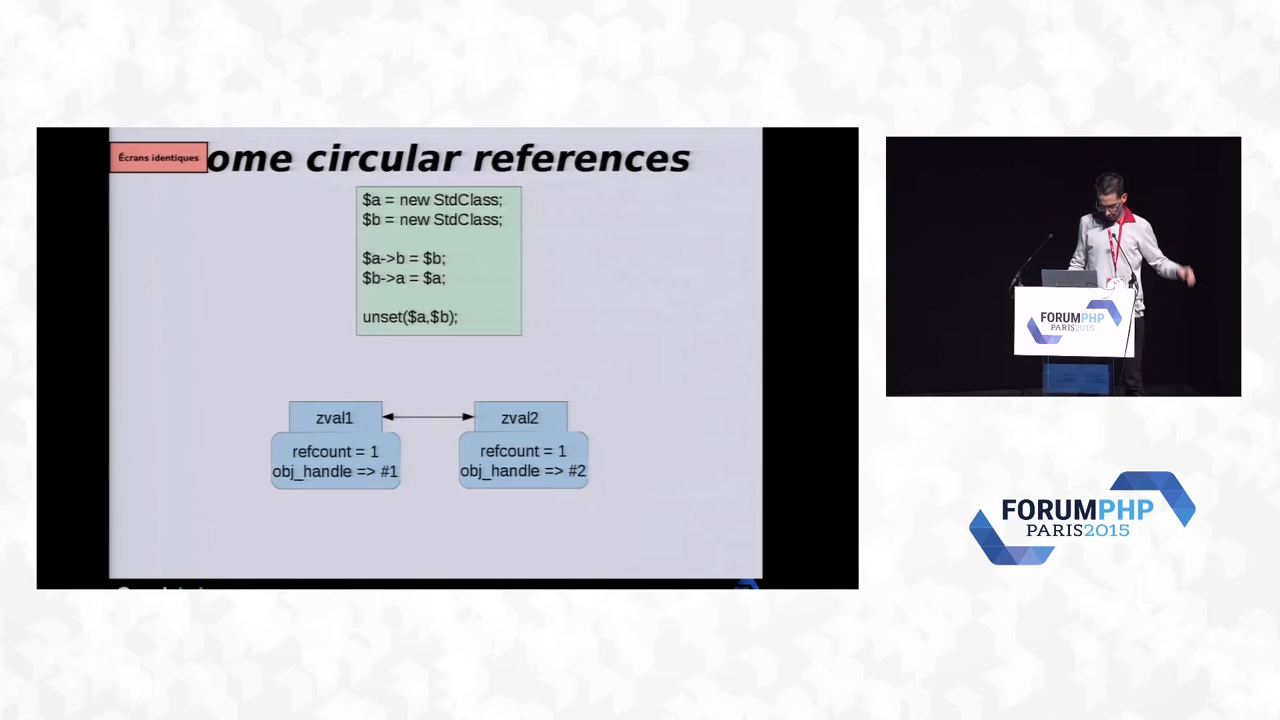 Écrans identiques
ome circular references
$a = new StdClass;
$b = new StdClass;
$a->b = $b;
$b->a = $a;
unset($a,$b);
zval1
zval2
refcount = 1
obj_handle => #1
refcount = 1
obj_handle => #2
FORUMPHP
PARIS2015
FORUMPHP
PARIS2015